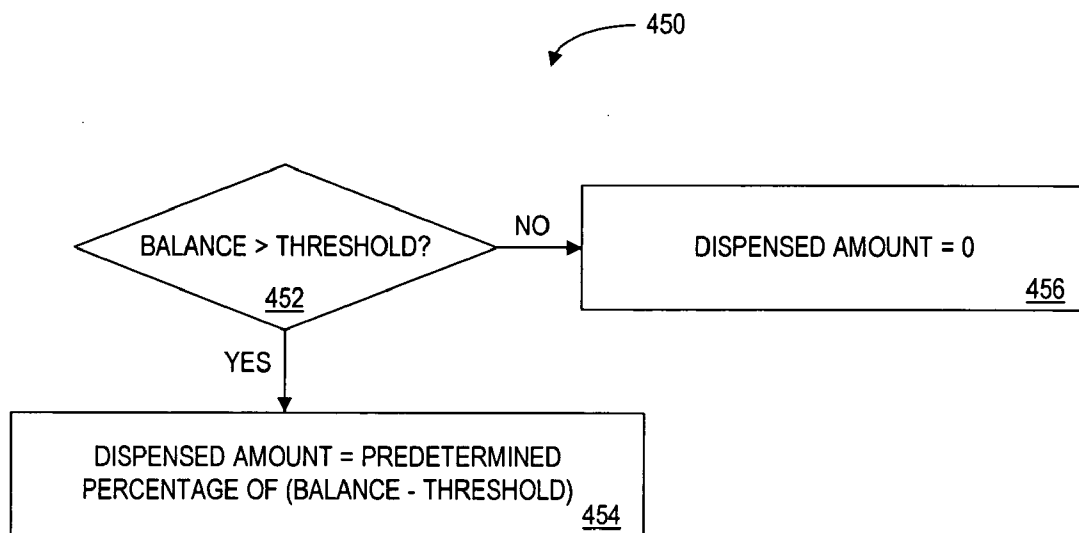 450
BALANCE > THRESHOLD?
452
NO
DISPENSED AMOUNT = 0
456
YES
DISPENSED AMOUNT = PREDETERMINED
PERCENTAGE OF (BALANCE - THRESHOLD)
454